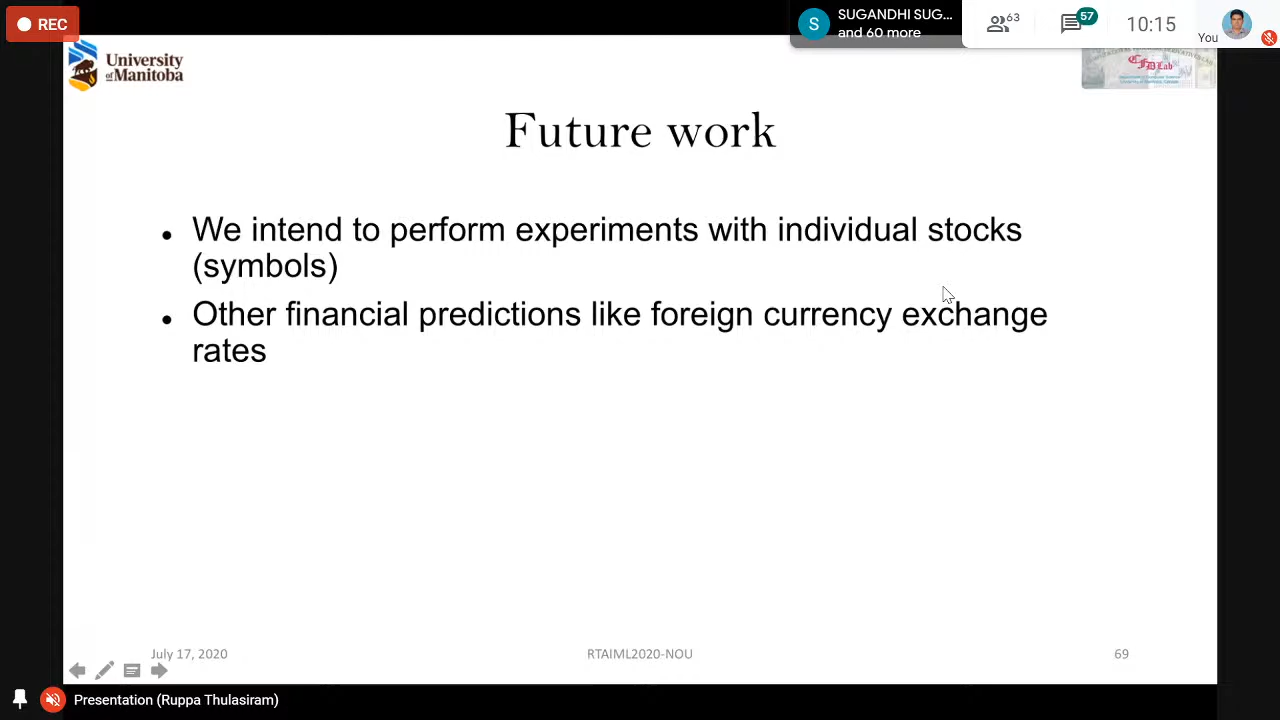 REC
SUGANDHI SUG...
and 60 more
S
63
57
10:15
You
University
of Manitoba
CFD Lab
Future work
• We intend to perform experiments with individual stocks
(symbols)
• Other financial predictions like foreign currency exchange
rates
July 17, 2020
RTAIML2020-NOU
69
Presentation (Ruppa Thulasiram)